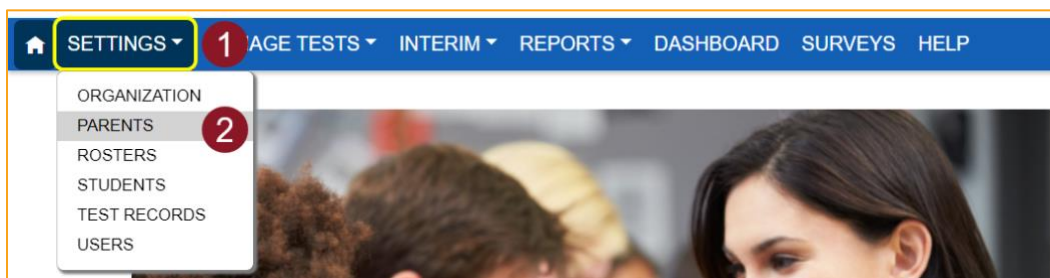 SETTINGS 1 AGE TESTS INTERIM REPORTS DASHBOARD SURVEYS HELP
ORGANIZATION
PARENTS 2
ROSTERS
STUDENTS
TEST RECORDS
USERS